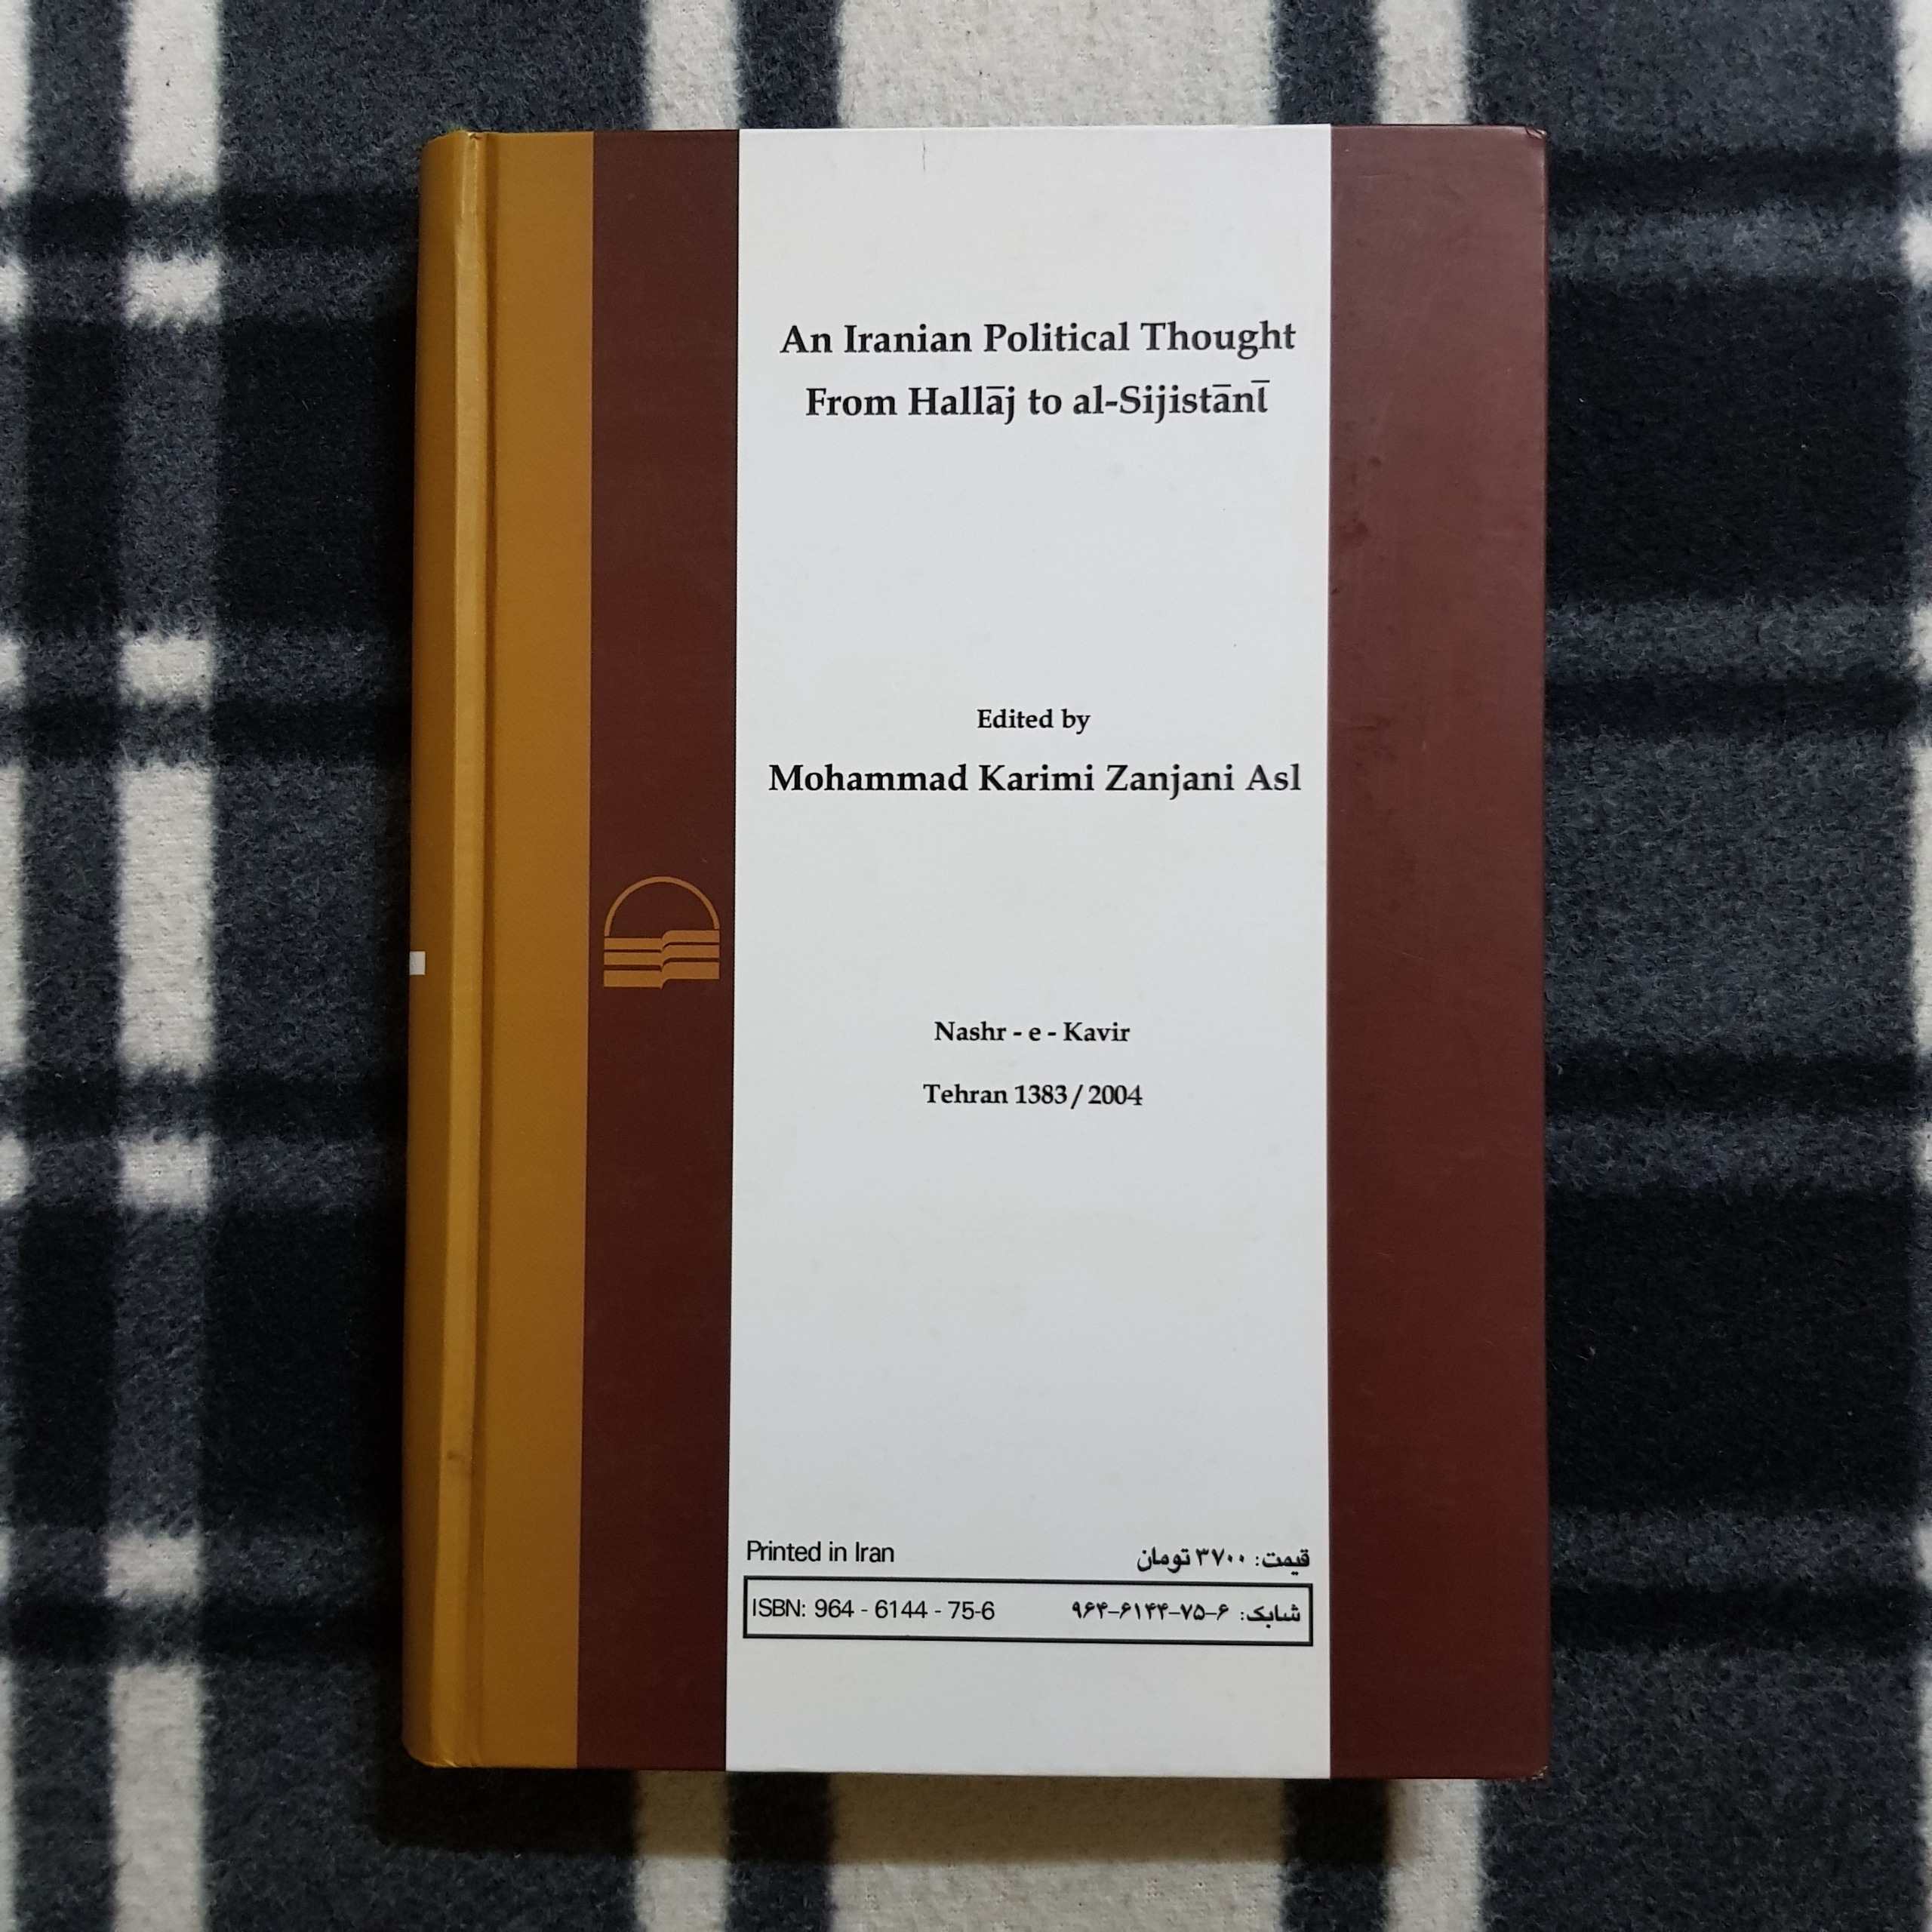 An Iranian Political Thought
From Hallāj to al-Sijistānī
Edited by
Mohammad Karimi Zanjani Asl
Nashr - e - Kavir
Tehran 1383 / 2004
Printed in Iran
قیمت: ۳۷۰۰ تومان
ISBN: 964 - 6144 - 75-6
شابک: ۶-۷۵-۶۱۴۴-۹۶۴